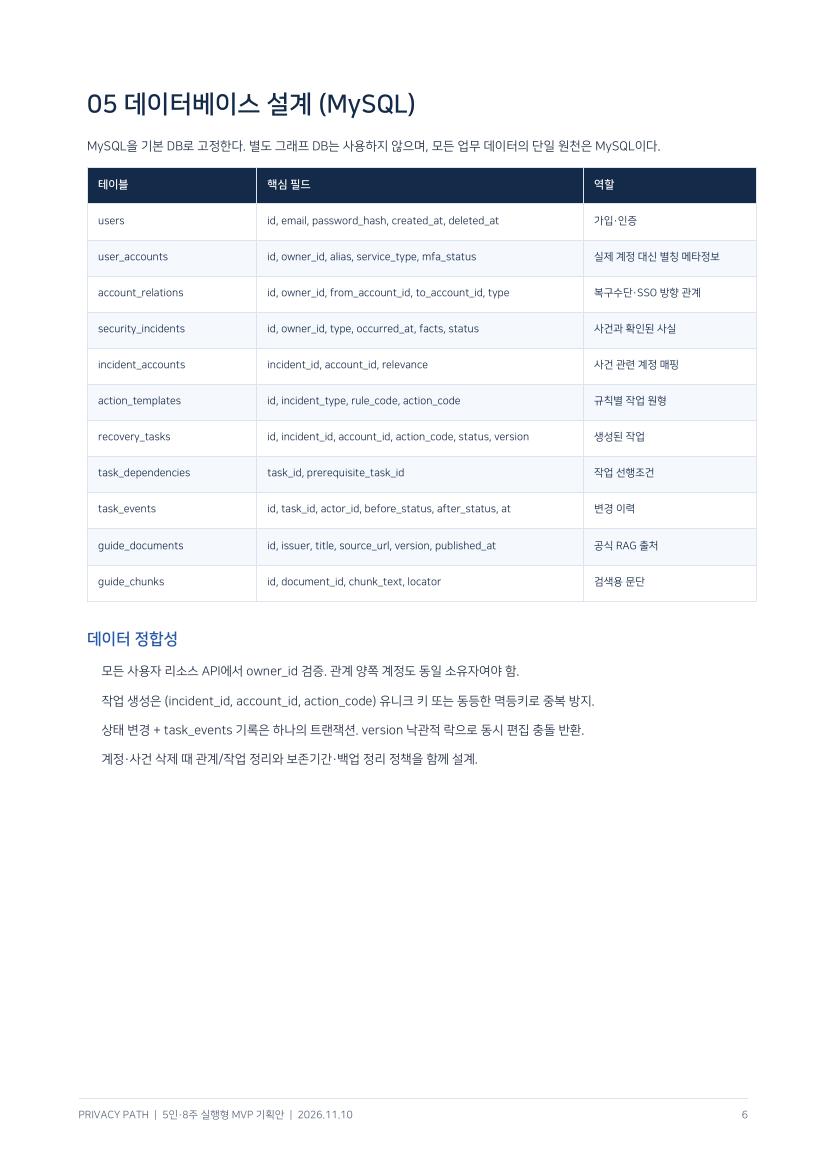 05 데이터베이스 설계 (MySQL)
MySQL을 기본 DB로 고정한다. 별도 그래프 DB는 사용하지 않으며, 모든 업무 데이터의 단일 원천은 MySQL이다.
테이블 핵심 필드 역할
users id, email, password_hash, created_at, deleted_at 가입·인증
user_accounts id, owner_id, alias, service_type, mfa_status 실제 계정 대신 별칭 메타정보
account_relations id, owner_id, from_account_id, to_account_id, type 복구수단·SSO 방향 관계
security_incidents id, owner_id, type, occurred_at, facts, status 사건과 확인된 사실
incident_accounts incident_id, account_id, relevance 사건 관련 계정 매핑
action_templates id, incident_type, rule_code, action_code 규칙별 작업 원형
recovery_tasks id, incident_id, account_id, action_code, status, version 생성된 작업
task_dependencies task_id, prerequisite_task_id 작업 선행조건
task_events id, task_id, actor_id, before_status, after_status, at 변경 이력
guide_documents id, issuer, title, source_url, version, published_at 공식 RAG 출처
guide_chunks id, document_id, chunk_text, locator 검색용 문단
데이터 정합성
모든 사용자 리소스 API에서 owner_id 검증. 관계 양쪽 계정도 동일 소유자여야 함.
작업 생성은 (incident_id, account_id, action_code) 유니크 키 또는 동등한 멱등키로 중복 방지.
상태 변경 + task_events 기록은 하나의 트랜잭션. version 낙관적 락으로 동시 편집 충돌 반환.
계정·사건 삭제 때 관계/작업 정리와 보존기간·백업 정리 정책을 함께 설계.
PRIVACY PATH | 5인·8주 실행형 MVP 기획안 | 2026.11.10 6